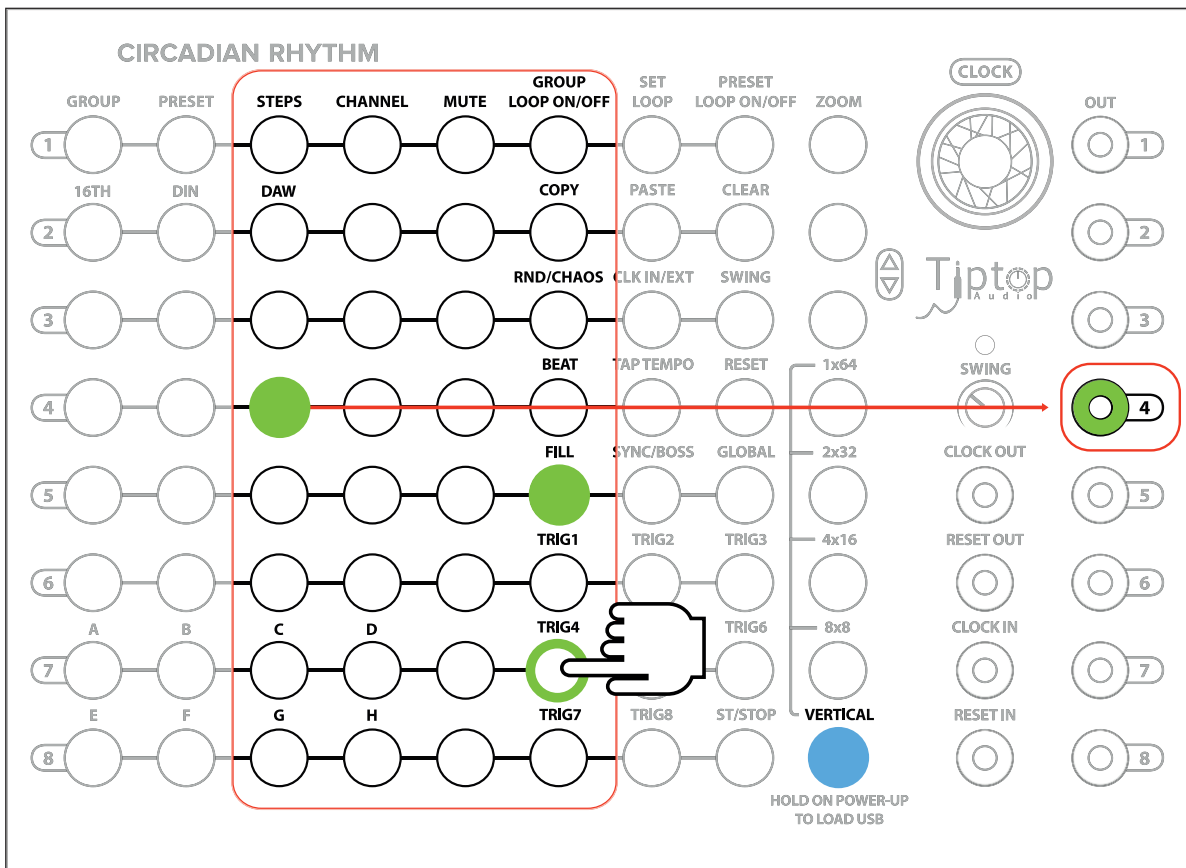 CIRCADIAN RHYTHM
CLOCK
GROUP PRESET STEPS CHANNEL MUTE GROUP LOOP ON/OFF SET LOOP PRESET LOOP ON/OFF ZOOM OUT
1 1
16TH DIN DAW COPY PASTE CLEAR
2 2
RND/CHAOS CLK IN/EXT SWING
Tiptop
Audio
3 3
BEAT TAP TEMPO RESET 1x64 SWING
4 4
FILL SYNC/BOSS GLOBAL 2x32 CLOCK OUT
5 5
TRIG1 TRIG2 TRIG3 4x16 RESET OUT
6 6
A B C D TRIG4 TRIG6 8x8 CLOCK IN
7 7
E F G H TRIG7 TRIG8 ST/STOP VERTICAL RESET IN
8 8
HOLD ON POWER-UP
TO LOAD USB